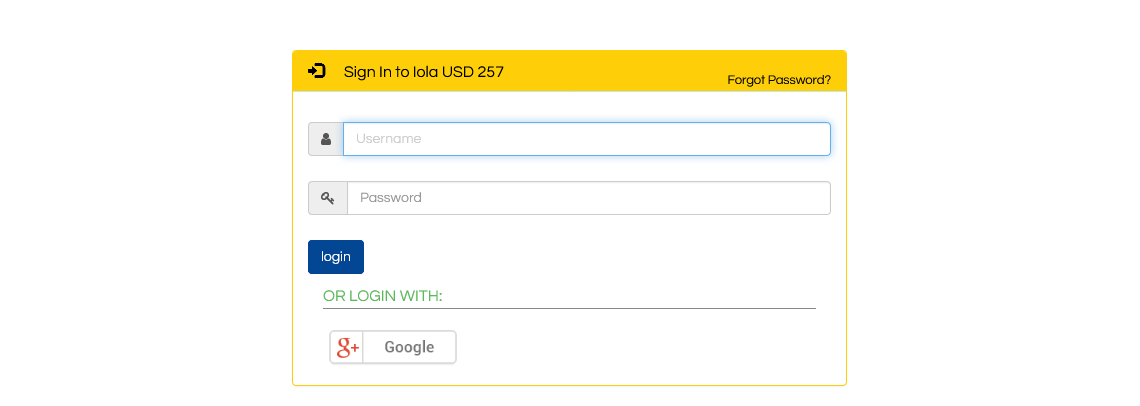 Sign In to Iola USD 257
Forgot Password?
Username
Password
login
OR LOGIN WITH:
g+ Google